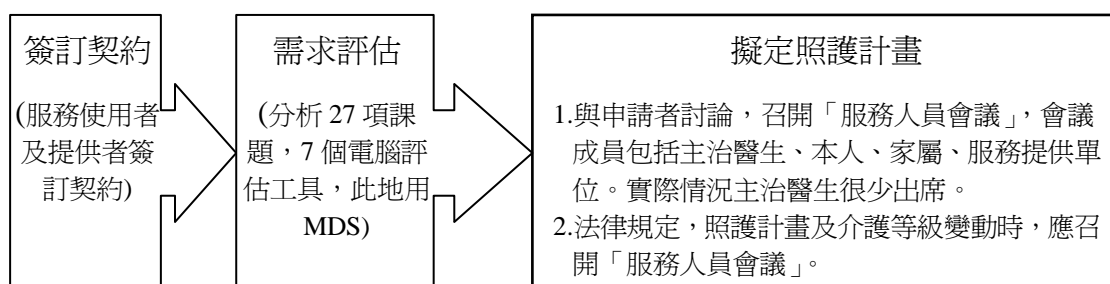 簽訂契約
(服務使用者
及提供者簽
訂契約)
需求評估
(分析 27 項課
題，7 個電腦評
估工具，此地用
MDS)
擬定照護計畫
1.與申請者討論，召開「服務人員會議」，會議
成員包括主治醫生、本人、家屬、服務提供單
位。實際情況主治醫生很少出席。
2.法律規定，照護計畫及介護等級變動時，應召
開「服務人員會議」。